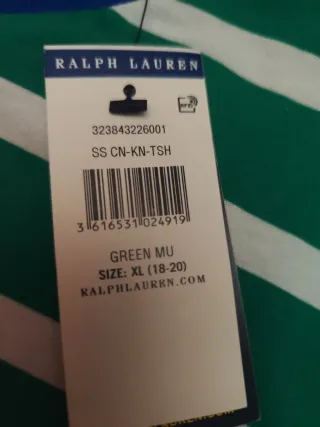 RALPH LAUREN
323843226001
SS CN-KN-TSH
3 616531 024919
GREEN MU
SIZE: XL (18-20)
RALPHLAUREN.COM